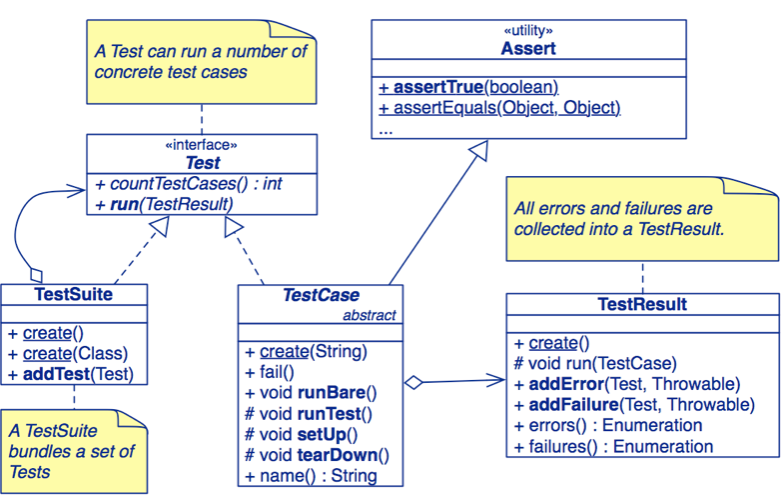 A Test can run a number of
concrete test cases
«utility»
Assert
+ assertTrue(boolean)
+ assertEquals(Object, Object)
...
«interface»
Test
+ countTestCases() : int
+ run(TestResult)
All errors and failures are
collected into a TestResult.
TestSuite
+ create()
+ create(Class)
+ addTest(Test)
TestCase
abstract
+ create(String)
+ fail()
+ void runBare()
# void runTest()
# void setUp()
# void tearDown()
+ name() : String
TestResult
+ create()
# void run(TestCase)
+ addError(Test, Throwable)
+ addFailure(Test, Throwable)
+ errors() : Enumeration
+ failures() : Enumeration
A TestSuite
bundles a set of
Tests